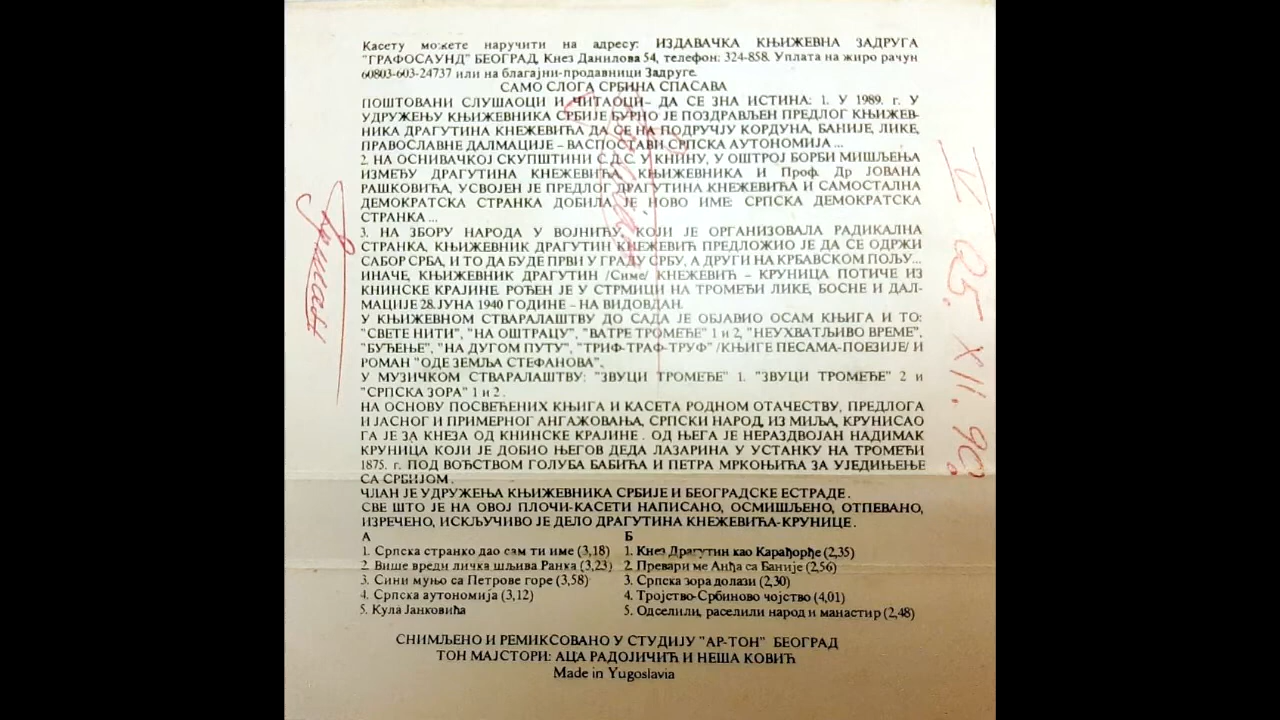 Касету можете наручити на адресу: ИЗДАВАЧКА КЊИЖЕВНА ЗАДРУГА
"ГРАФОСАУНД" БЕОГРАД, Кнез Данилова 54, телефон: 324-858. Уплата на жиро рачун
60803-603-24737 или на благајни-продавници Задруге.
САМО СЛОГА СРБИНА СПАСАВА
ПОШТОВАНИ СЛУШАОЦИ И ЧИТАОЦИ – ДА СЕ ЗНА ИСТИНА: 1. У 1989. г. У
УДРУЖЕЊУ КЊИЖЕВНИКА СРБИЈЕ БУРНО ЈЕ ПОЗДРАВЉЕН ПРЕДЛОГ КЊИЖЕВ-
НИКА ДРАГУТИНА КНЕЖЕВИЋА ДА СЕ НА ПОДРУЧЈУ КОРДУНА, БАНИЈЕ, ЛИКЕ,
ПРАВОСЛАВНЕ ДАЛМАЦИЈЕ – ВАСПОСТАВИ СРПСКА АУТОНОМИЈА ...
2. НА ОСНИВАЧКОЈ СКУПШТИНИ С.Д.С. У КНИНУ, У ОШТРОЈ БОРБИ МИШЉЕЊА
ИЗМЕЂУ ДРАГУТИНА КНЕЖЕВИЋА, КЊИЖЕВНИКА И Проф. Др ЈОВАНА
РАШКОВИЋА, УСВОЈЕН ЈЕ ПРЕДЛОГ ДРАГУТИНА КНЕЖЕВИЋА И САМОСТАЛНА
ДЕМОКРАТСКА СТРАНКА ДОБИЛА ЈЕ НОВО ИМЕ: СРПСКА ДЕМОКРАТСКА
СТРАНКА ...
3. НА ЗБОРУ НАРОДА У ВОЈНИЋУ, КОЈИ ЈЕ ОРГАНИЗОВАЛА РАДИКАЛНА
СТРАНКА, КЊИЖЕВНИК ДРАГУТИН КНЕЖЕВИЋ ПРЕДЛОЖИО ЈЕ ДА СЕ ОДРЖИ
САБОР СРБА, И ТО ДА БУДЕ ПРВИ У ГРАДУ СРБУ, А ДРУГИ НА КРБАВСКОМ ПОЉУ...
ИНАЧЕ, КЊИЖЕВНИК ДРАГУТИН /Симе/ КНЕЖЕВИЋ – КРУНИЦА ПОТИЧЕ ИЗ
КНИНСКЕ КРАЈИНЕ. РОЂЕН ЈЕ У СТРМИЦИ НА ТРОМЕЂИ ЛИКЕ, БОСНЕ И ДАЛ-
МАЦИЈЕ 28. ЈУНА 1940 ГОДИНЕ – НА ВИДОВДАН.
У КЊИЖЕВНОМ СТВАРАЛАШТВУ ДО САДА ЈЕ ОБЈАВИО ОСАМ КЊИГА И ТО:
"СВЕТЕ НИТИ", "НА ОШТРАЦУ", "ВАТРЕ ТРОМЕЂЕ" 1 и 2, "НЕУХВАТЉИВО ВРЕМЕ",
"БУЂЕЊЕ", "НА ДУГОМ ПУТУ", "ТРИФ-ТРАФ-ТРУФ" /КЊИГЕ ПЕСАМА-ПОЕЗИЈЕ/ И
РОМАН "ОДЕ ЗЕМЉА СТЕФАНОВА".
У МУЗИЧКОМ СТВАРАЛАШТВУ: "ЗВУЦИ ТРОМЕЂЕ" 1. "ЗВУЦИ ТРОМЕЂЕ" 2 и
"СРПСКА ЗОРА" 1 и 2.
НА ОСНОВУ ПОСВЕЋЕНИХ КЊИГА И КАСЕТА РОДНОМ ОТАЧЕСТВУ, ПРЕДЛОГА
И ЈАСНОГ И ПРИМЕРНОГ АНГАЖОВАЊА, СРПСКИ НАРОД, ИЗ МИЉА, КРУНИСАО
ГА ЈЕ ЗА КНЕЗА ОД КНИНСКЕ КРАЈИНЕ. ОД ЊЕГА ЈЕ НЕРАЗДВОЈАН НАДИМАК
КРУНИЦА КОЈИ ЈЕ ДОБИО ЊЕГОВ ДЕДА ЛАЗАРИНА У УСТАНКУ НА ТРОМЕЂИ
1875. г. ПОД ВОЂСТВОМ ГОЛУБА БАБИЋА И ПЕТРА МРКОЊИЋА ЗА УЈЕДИЊЕЊЕ
СА СРБИЈОМ.
ЧЛАН ЈЕ УДРУЖЕЊА КЊИЖЕВНИКА СРБИЈЕ И БЕОГРАДСКЕ ЕСТРАДЕ.
СВЕ ШТО ЈЕ НА ОВОЈ ПЛОЧИ-КАСЕТИ НАПИСАНО, ОСМИШЉЕНО, ОТПЕВАНО,
ИЗРЕЧЕНО, ИСКЉУЧИВО ЈЕ ДЕЛО ДРАГУТИНА КНЕЖЕВИЋА-КРУНИЦЕ.
А
1. Српска странко дао сам ти име (3,18)
2. Више вреди личка шљива Ранка (3,23)
3. Сини муњо са Петрове горе (3,58)
4. Српска аутономија (3,12)
5. Кула Јанковића
Б
1. Кнез Драгутин као Карађорђе (2,35)
2. Превари ме Анђа са Баније (2,56)
3. Српска зора долази (2,30)
4. Тројство-Србиново чојство (4,01)
5. Одселили, раселили народ и манастир (2,48)
СНИМЉЕНО И РЕМИКСОВАНО У СТУДИЈУ "АР-ТОН" БЕОГРАД
ТОН МАЈСТОРИ: АЦА РАДОЈИЧИЋ И НЕША КОВИЋ
Made in Yugoslavia
25. XII. 90.